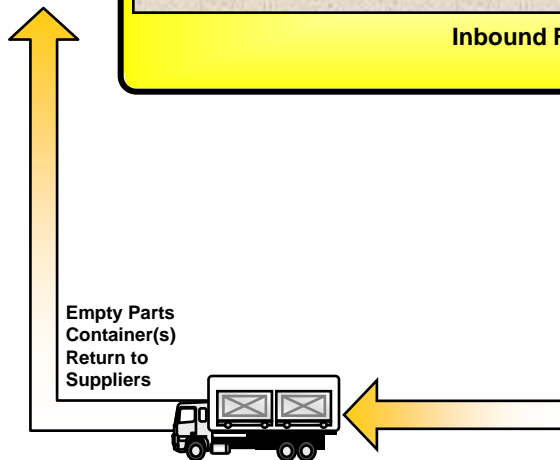 Inbound
Empty Parts
Container(s)
Return to
Suppliers